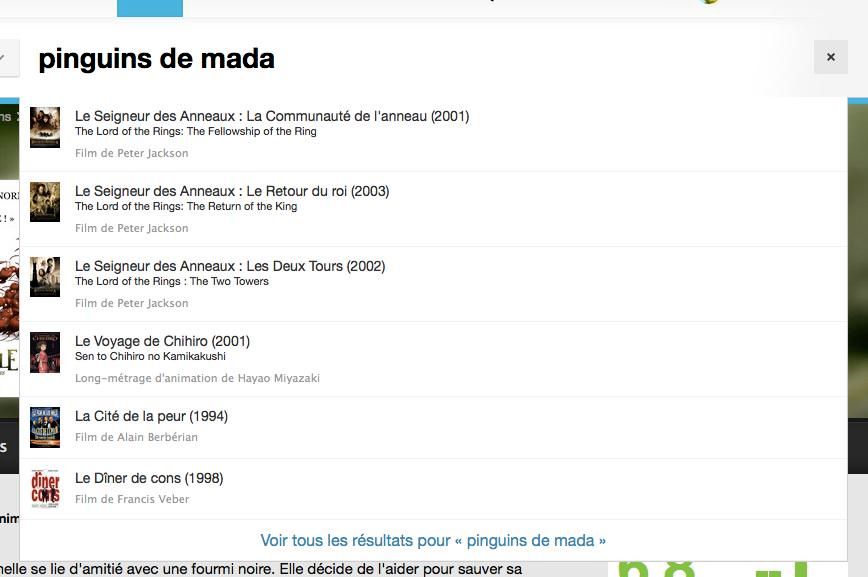 pinguins de mada
×
Le Seigneur des Anneaux : La Communauté de l'anneau (2001)
The Lord of the Rings: The Fellowship of the Ring
Film de Peter Jackson
Le Seigneur des Anneaux : Le Retour du roi (2003)
The Lord of the Rings: The Return of the King
Film de Peter Jackson
Le Seigneur des Anneaux : Les Deux Tours (2002)
The Lord of the Rings : The Two Towers
Film de Peter Jackson
Le Voyage de Chihiro (2001)
Sen to Chihiro no Kamikakushi
Long-métrage d'animation de Hayao Miyazaki
La Cité de la peur (1994)
Film de Alain Berbérian
dîner
cons
Le Dîner de cons (1998)
Film de Francis Veber
Voir tous les résultats pour « pinguins de mada »
nelle se lie d'amitié avec une fourmi noire. Elle décide de l'aider pour sauver sa